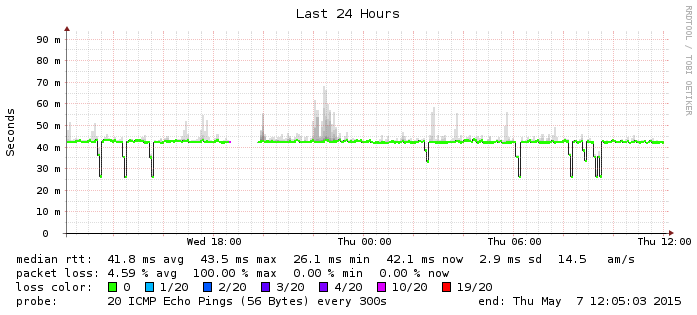 Last 24 Hours
RRDTOOL / TOBI OETIKER
Seconds
90 m
80 m
70 m
60 m
50 m
40 m
30 m
20 m
10 m
0
Wed 18:00 Thu 00:00 Thu 06:00 Thu 12:00
median rtt: 41.8 ms avg 43.5 ms max 26.1 ms min 42.1 ms now 2.9 ms sd 14.5 am/s
packet loss: 4.59 % avg 100.00 % max 0.00 % min 0.00 % now
loss color: 0 1/20 2/20 3/20 4/20 10/20 19/20
probe: 20 ICMP Echo Pings (56 Bytes) every 300s end: Thu May 7 12:05:03 2015